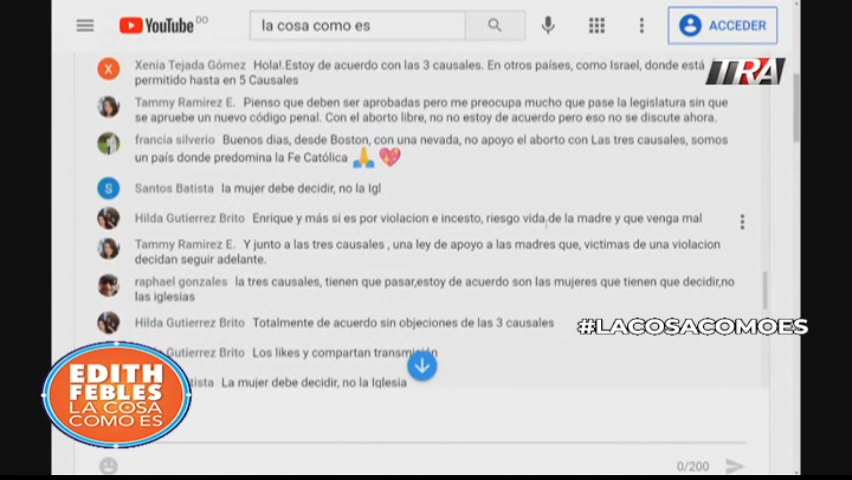 YouTube DO
la cosa como es
ACCEDER
TRA
Xenia Tejada Gómez Hola!.Estoy de acuerdo con las 3 causales. En otros países, como Israel, donde está
permitido hasta en 5 Causales
Tammy Ramirez E. Pienso que deben ser aprobadas pero me preocupa mucho que pase la legislatura sin que
se apruebe un nuevo código penal. Con el aborto libre, no no estoy de acuerdo pero eso no se discute ahora.
francia silverio Buenos dias, desde Boston, con una nevada, no apoyo el aborto con Las tres causales, somos
un país donde predomina la Fe Católica 🙏 💖
Santos Batista la mujer debe decidir, no la Igl
Hilda Gutierrez Brito Enrique y más si es por violacion e incesto, riesgo vida de la madre y que venga mal
Tammy Ramirez E. Y junto a las tres causales , una ley de apoyo a las madres que, victimas de una violacion
decidan seguir adelante.
raphael gonzales la tres causales, tienen que pasar,estoy de acuerdo son las mujeres que tienen que decidir,no
las iglesias
Hilda Gutierrez Brito Totalmente de acuerdo sin objeciones de las 3 causales
#LACOSACOMOES
Gutierrez Brito Los likes y compartan transmisión
La mujer debe decidir, no la Iglesia
EDITH
FEBLES
LA COSA
COMO ES
0/200